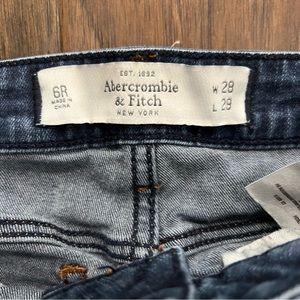 6R
MADE IN
CHINA
EST. 1892
Abercrombie
& Fitch
NEW YORK
W 28
L 29